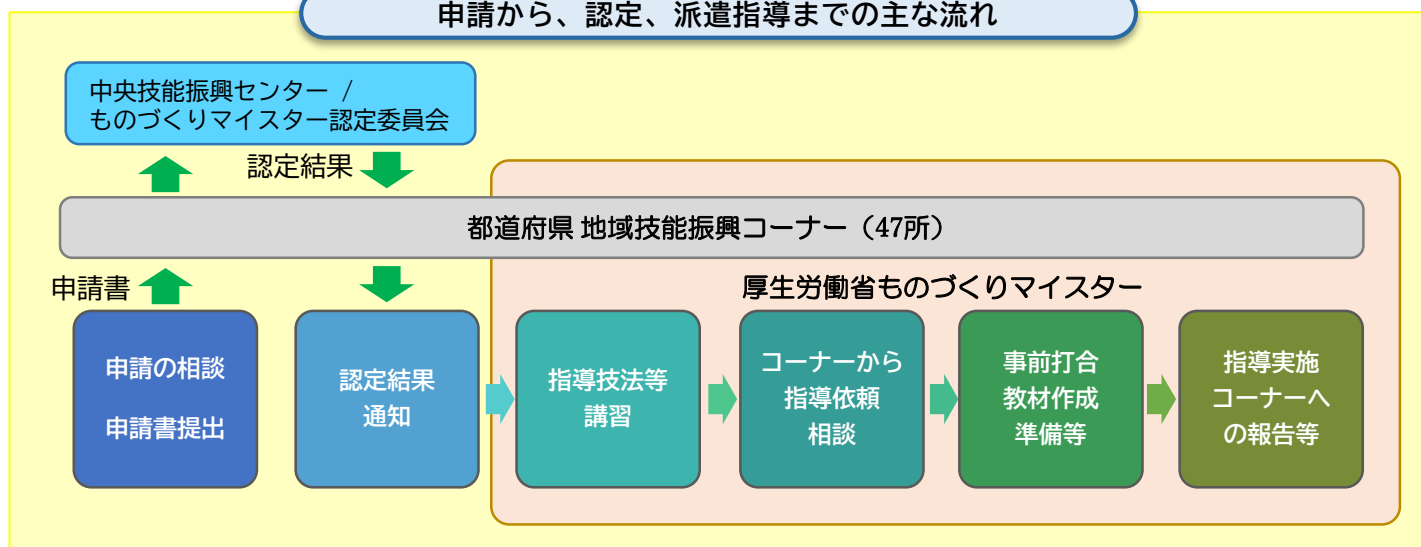 申請から、認定、派遣指導までの主な流れ
中央技能振興センター /
ものづくりマイスター認定委員会
認定結果
都道府県 地域技能振興コーナー（47所）
申請書
厚生労働省ものづくりマイスター
申請の相談
申請書提出
認定結果
通知
指導技法等
講習
コーナーから
指導依頼
相談
事前打合
教材作成
準備等
指導実施
コーナーへ
の報告等